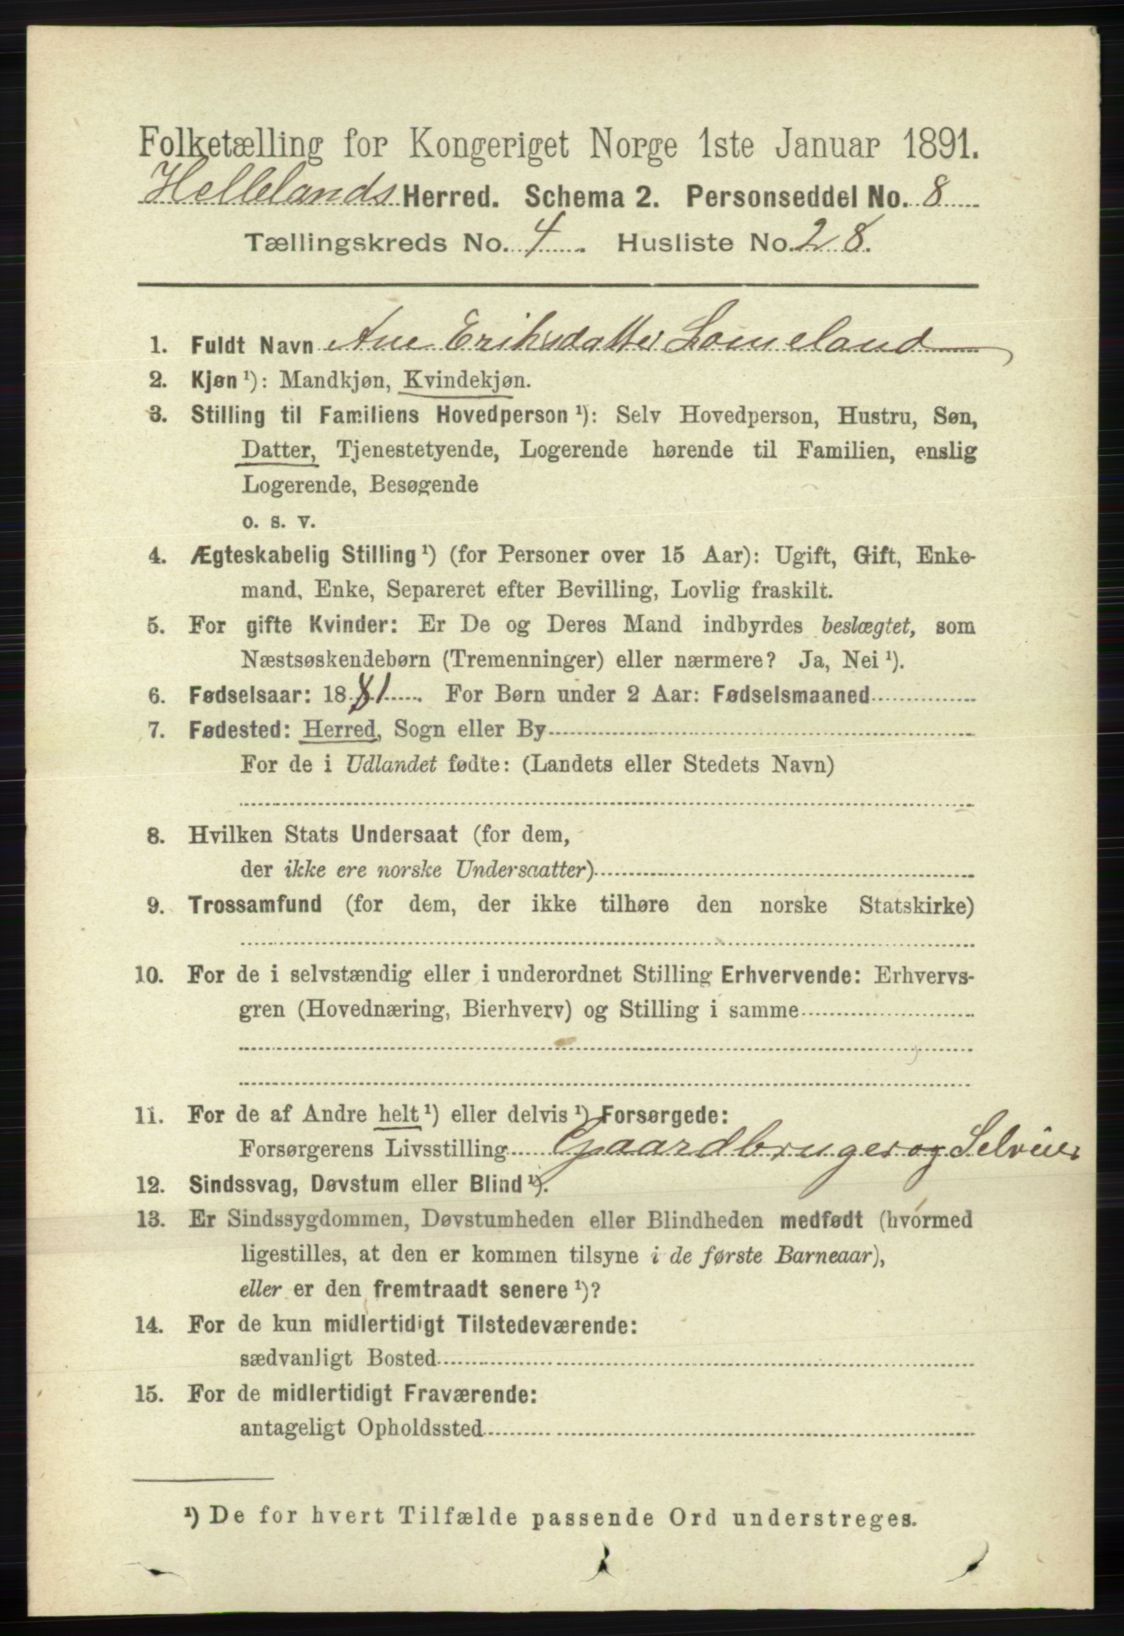 Folketælling for Kongeriget Norge 1ste Januar 1891.
Hellelands Herred. Schema 2. Personseddel No. 8
Tællingskreds No. 4. Husliste No. 28.
1. Fuldt Navn Ane Eriksdatter Lomeland
2. Kjøn ¹): Mandkjøn, Kvindekjøn.
3. Stilling til Familiens Hovedperson ¹): Selv Hovedperson, Hustru, Søn,
Datter, Tjenestetyende, Logerende hørende til Familien, enslig
Logerende, Besøgende
o. s. v.
4. Ægteskabelig Stilling ¹) (for Personer over 15 Aar): Ugift, Gift, Enke-
mand, Enke, Separeret efter Bevilling, Lovlig fraskilt.
5. For gifte Kvinder: Er De og Deres Mand indbyrdes beslægtet, som
Næstsøskendebørn (Tremenninger) eller nærmere? Ja, Nei ¹).
6. Fødselsaar: 1881. For Børn under 2 Aar: Fødselsmaaned
7. Fødested: Herred, Sogn eller By
For de i Udlandet fødte: (Landets eller Stedets Navn)
8. Hvilken Stats Undersaat (for dem,
der ikke ere norske Undersaatter)
9. Trossamfund (for dem, der ikke tilhøre den norske Statskirke)
10. For de i selvstændig eller i underordnet Stilling Erhvervende: Erhvervs-
gren (Hovednæring, Bierhverv) og Stilling i samme
11. For de af Andre helt ¹) eller delvis ¹) Forsørgede:
Forsørgerens Livsstilling Gaardbruger og Selveier
12. Sindssvag, Døvstum eller Blind ¹).
13. Er Sindssygdommen, Døvstumheden eller Blindheden medfødt (hvormed
ligestilles, at den er kommen tilsyne i de første Barneaar),
eller er den fremtraadt senere ¹)?
14. For de kun midlertidigt Tilstedeværende:
sædvanligt Bosted
15. For de midlertidigt Fraværende:
antageligt Opholdssted
¹) De for hvert Tilfælde passende Ord understreges.